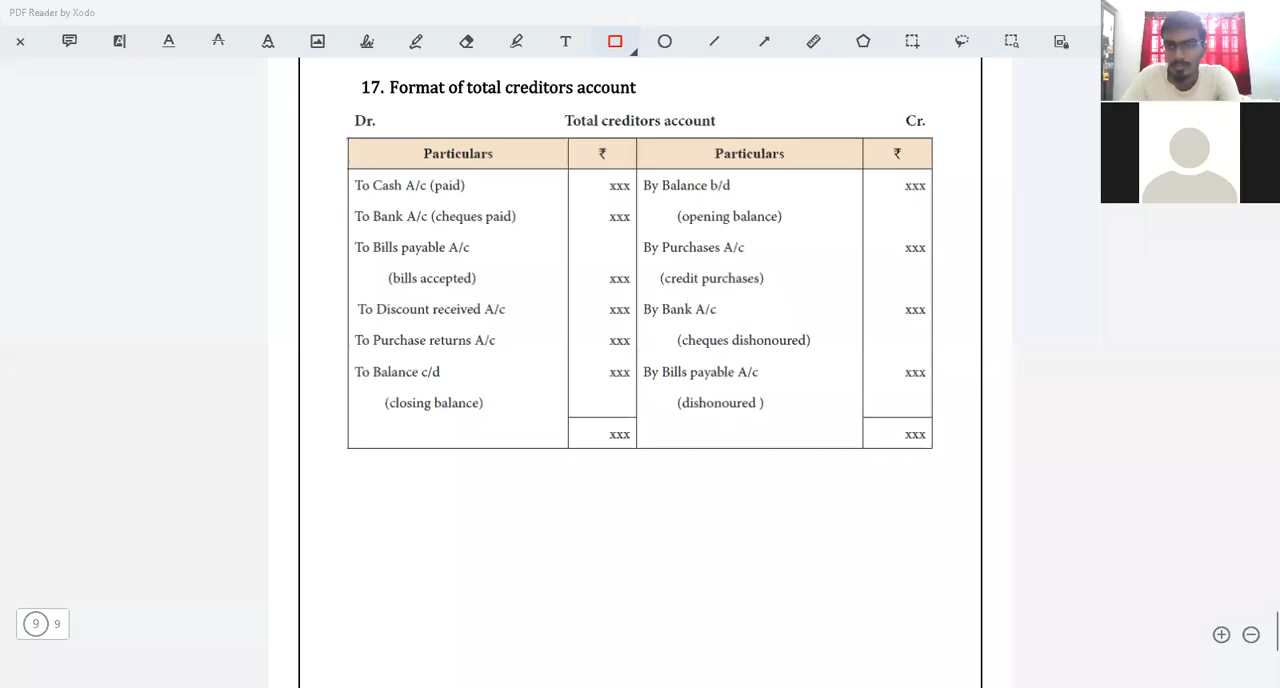 PDF Reader by Xodo
T
17. Format of total creditors account
Dr. Total creditors account Cr.
Particulars ₹ Particulars ₹
To Cash A/c (paid) xxx By Balance b/d xxx
To Bank A/c (cheques paid) xxx (opening balance)
To Bills payable A/c By Purchases A/c xxx
(bills accepted) xxx (credit purchases)
To Discount received A/c xxx By Bank A/c xxx
To Purchase returns A/c xxx (cheques dishonoured)
To Balance c/d xxx By Bills payable A/c xxx
(closing balance) (dishonoured )
xxx xxx
9 9